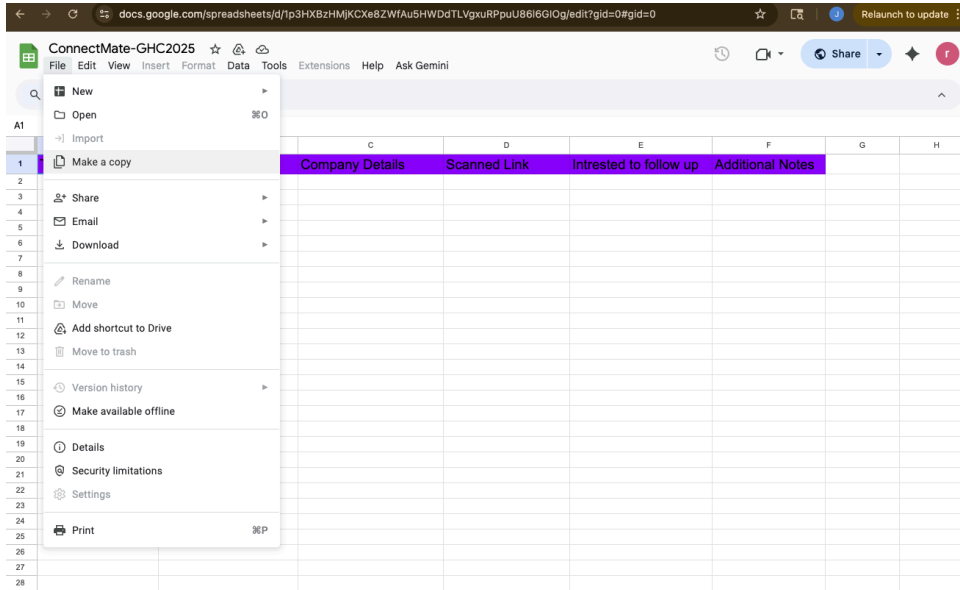 docs.google.com/spreadsheets/d/1p3HXBzHMjKCXe8ZWfAu5HWDdTLVgxuRPpuU86l6GIOg/edit?gid=0#gid=0
J
Relaunch to update
ConnectMate-GHC2025
File Edit View Insert Format Data Tools Extensions Help Ask Gemini
Share
r
New
Open ⌘O
Import
Make a copy
Share
Email
Download
Rename
Move
Add shortcut to Drive
Move to trash
Version history
Make available offline
Details
Security limitations
Settings
Print ⌘P
A1
C D E F G H
1 Company Details Scanned Link Intrested to follow up Additional Notes
2
3
4
5
6
7
8
9
10
11
12
13
14
15
16
17
18
19
20
21
22
23
24
25
26
27
28